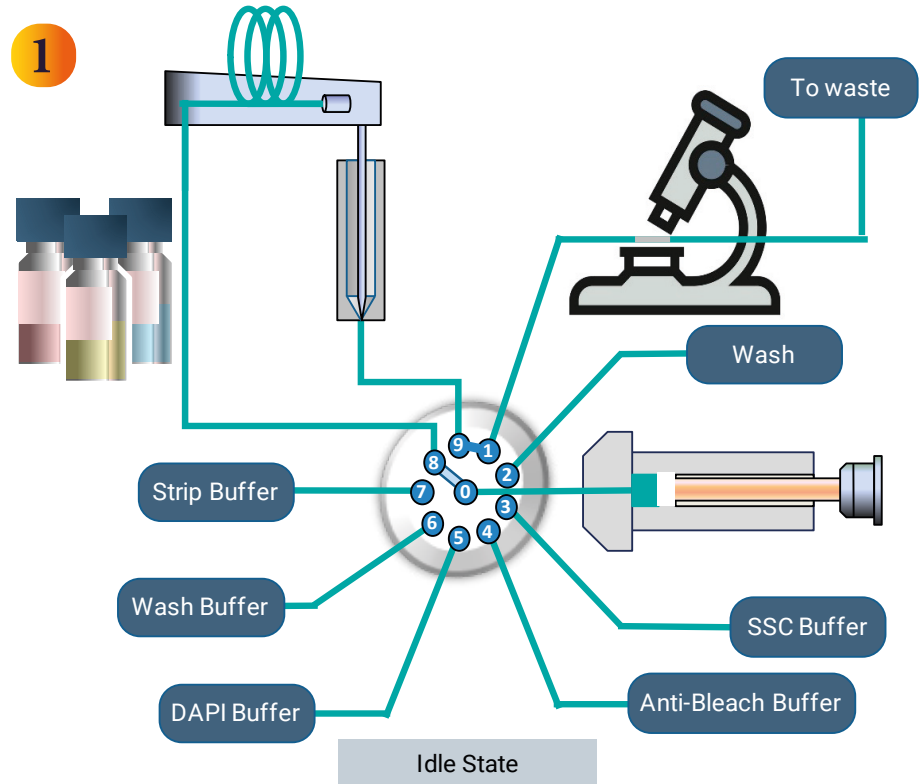 1
To waste
Wash
9
1
8
2
Strip Buffer
7
0
3
6
5
4
Wash Buffer
SSC Buffer
DAPI Buffer
Anti-Bleach Buffer
Idle State